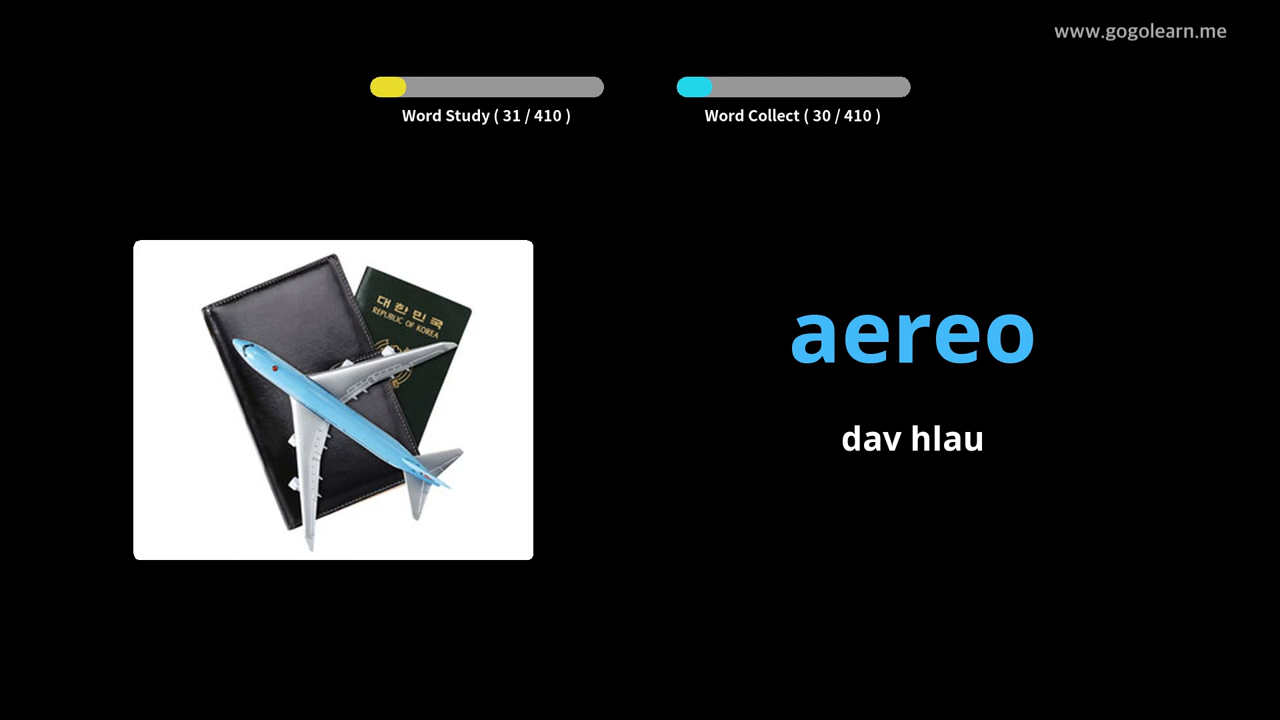 www.gogolearn.me
Word Study ( 31 / 410 )
Word Collect ( 30 / 410 )
대한민국
REPUBLIC OF KOREA
aereo
dav hlau